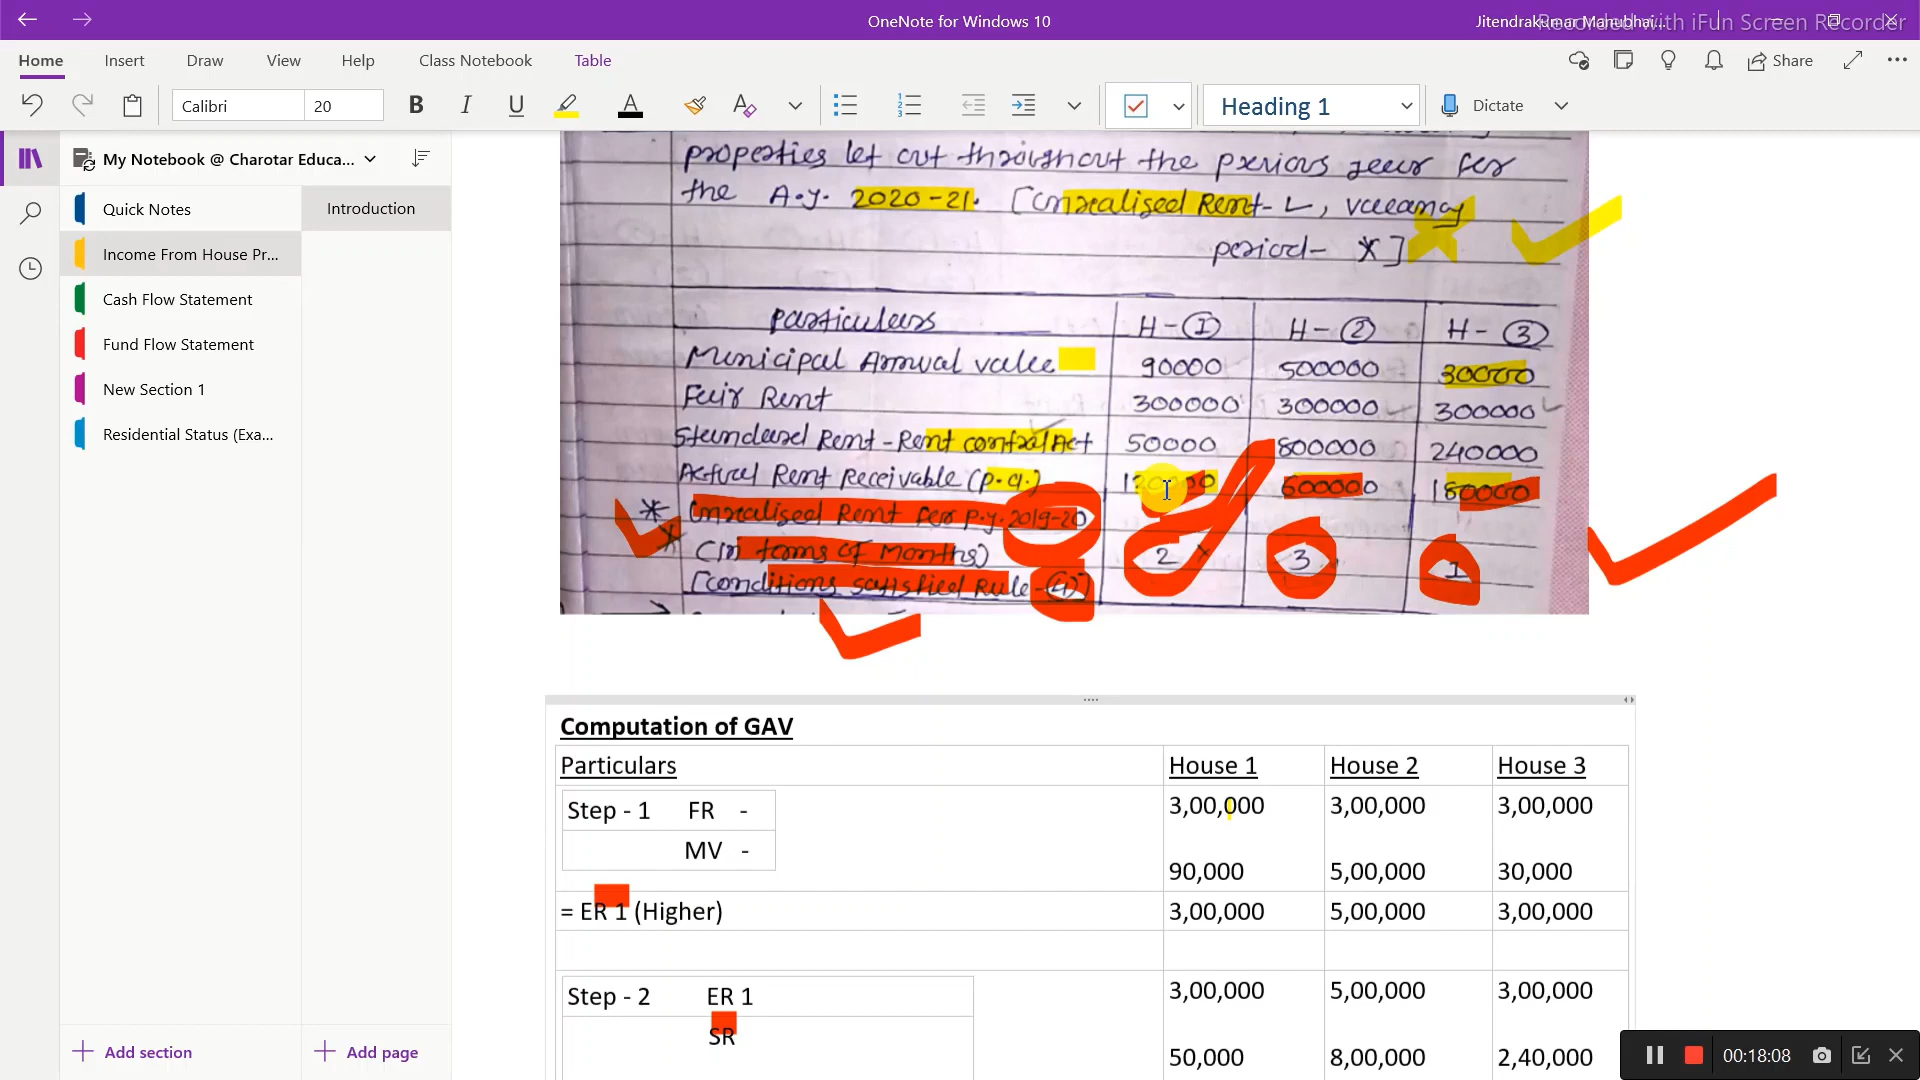 OneNote for Windows 10
Jitendrakumar Manubhai...
Recorded with iFun Screen Recorder
Home Insert Draw View Help Class Notebook Table
Share
Calibri 20
B I U A
Heading 1
Dictate
My Notebook @ Charotar Educa...
Quick Notes
Income From House Pr...
Cash Flow Statement
Fund Flow Statement
New Section 1
Residential Status (Exa...
Add section
Introduction
Add page
properties let out throughout the previous year for
the A.y. 2020-21. [Unrealised Rent- ✓, vacancy
period- X]
particulars H-① H-② H-③
Municipal Annual value 90000 500000 30000
Fair Rent 300000 300000 300000
Standard Rent-Rent control Act 50000 800000 240000
Actual Rent Receivable (p.a.) 120000 600000 180000
* Unrealised Rent for P.y. 2019-20
(in terms of Months) 2 3 1
[conditions satisfied Rule-(4)]
Computation of GAV
Particulars House 1 House 2 House 3
Step - 1 FR - 3,00,000 3,00,000 3,00,000
MV - 90,000 5,00,000 30,000
= ER 1 (Higher) 3,00,000 5,00,000 3,00,000
Step - 2 ER 1 3,00,000 5,00,000 3,00,000
SR 50,000 8,00,000 2,40,000
00:18:08